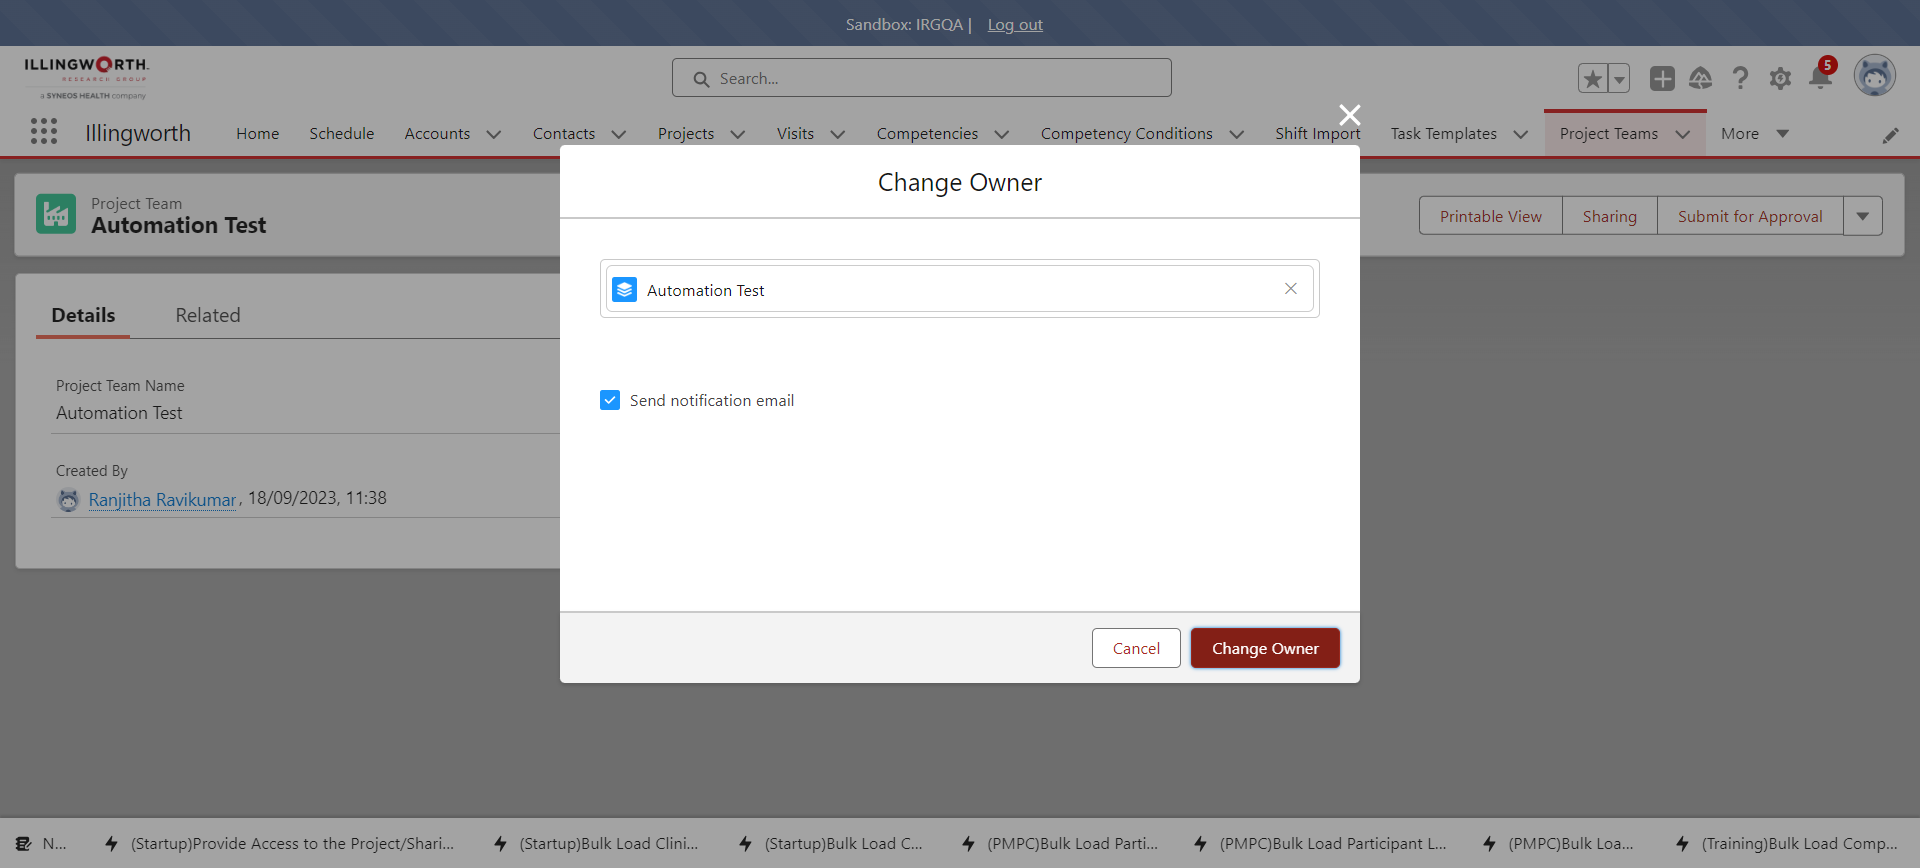 Sandbox: IRGQA | Log out
ILLINGWORTH
RESEARCH GROUP
a SYNEOS HEALTH company
Search...
5
Illingworth
Home
Schedule
Accounts
Contacts
Projects
Visits
Competencies
Competency Conditions
Shift Import
Task Templates
Project Teams
More
Project Team
Automation Test
Printable View
Sharing
Submit for Approval
Change Owner
Automation Test
Send notification email
Cancel
Change Owner
Details
Related
Project Team Name
Automation Test
Created By
Ranjitha Ravikumar, 18/09/2023, 11:38
N...
(Startup)Provide Access to the Project/Shari...
(Startup)Bulk Load Clini...
(Startup)Bulk Load C...
(PMPC)Bulk Load Parti...
(PMPC)Bulk Load Participant L...
(PMPC)Bulk Loa...
(Training)Bulk Load Comp...